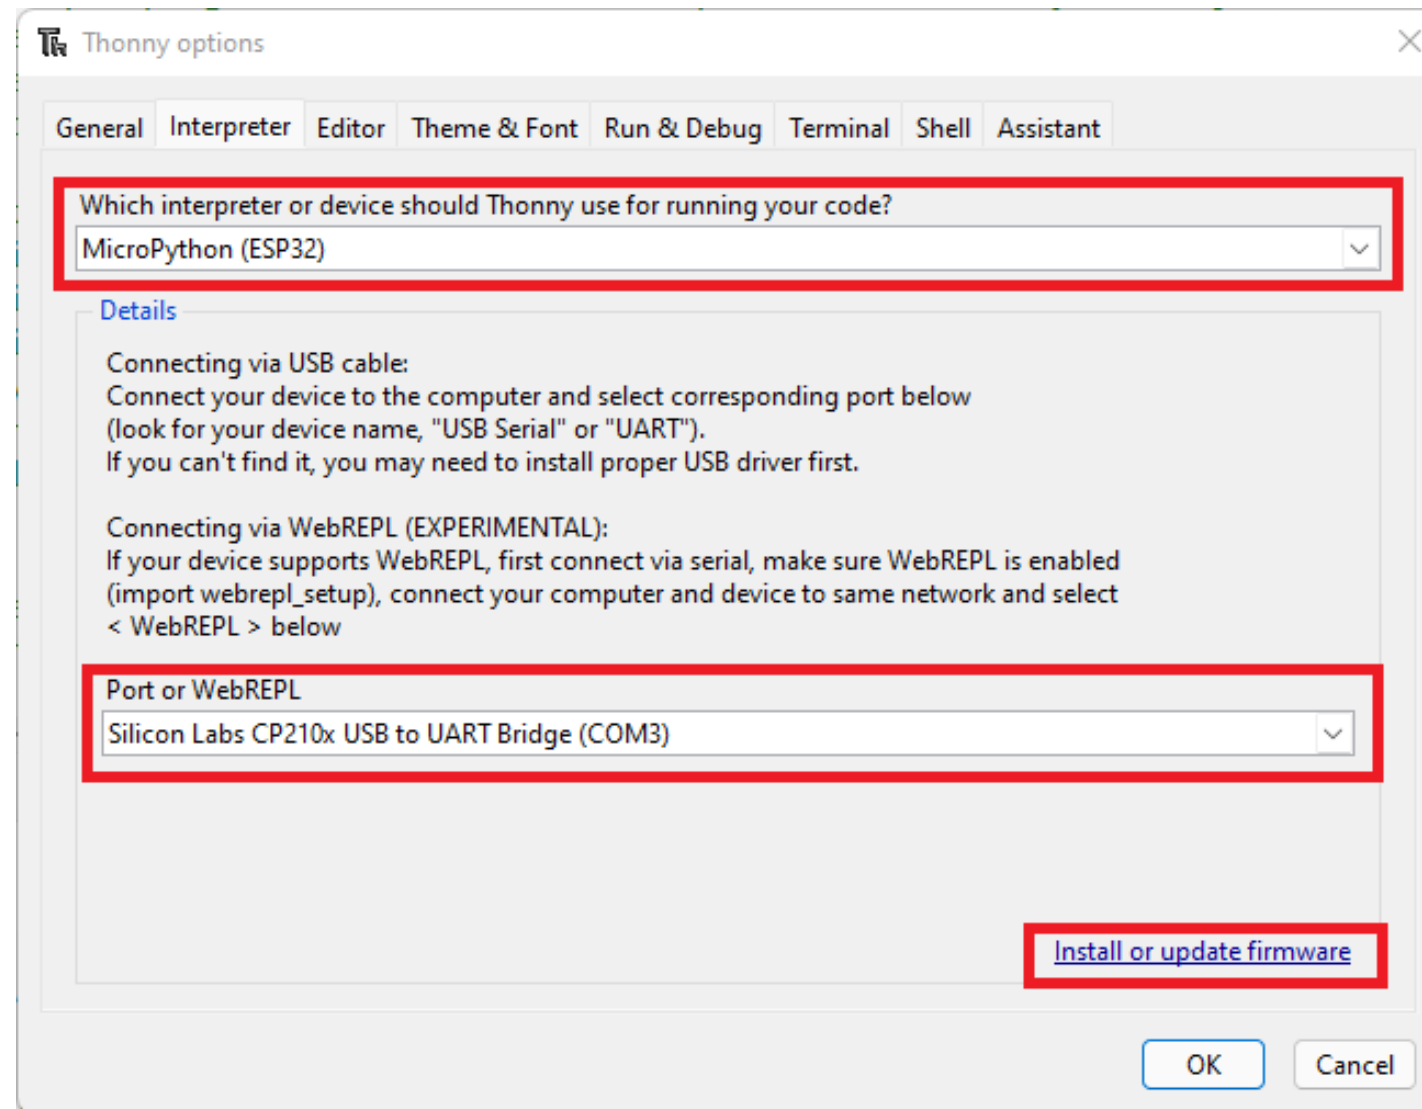 Thonny options
General Interpreter Editor Theme & Font Run & Debug Terminal Shell Assistant
Which interpreter or device should Thonny use for running your code?
MicroPython (ESP32)
Details
Connecting via USB cable:
Connect your device to the computer and select corresponding port below
(look for your device name, "USB Serial" or "UART").
If you can't find it, you may need to install proper USB driver first.
Connecting via WebREPL (EXPERIMENTAL):
If your device supports WebREPL, first connect via serial, make sure WebREPL is enabled
(import webrepl_setup), connect your computer and device to same network and select
< WebREPL > below
Port or WebREPL
Silicon Labs CP210x USB to UART Bridge (COM3)
Install or update firmware
OK Cancel